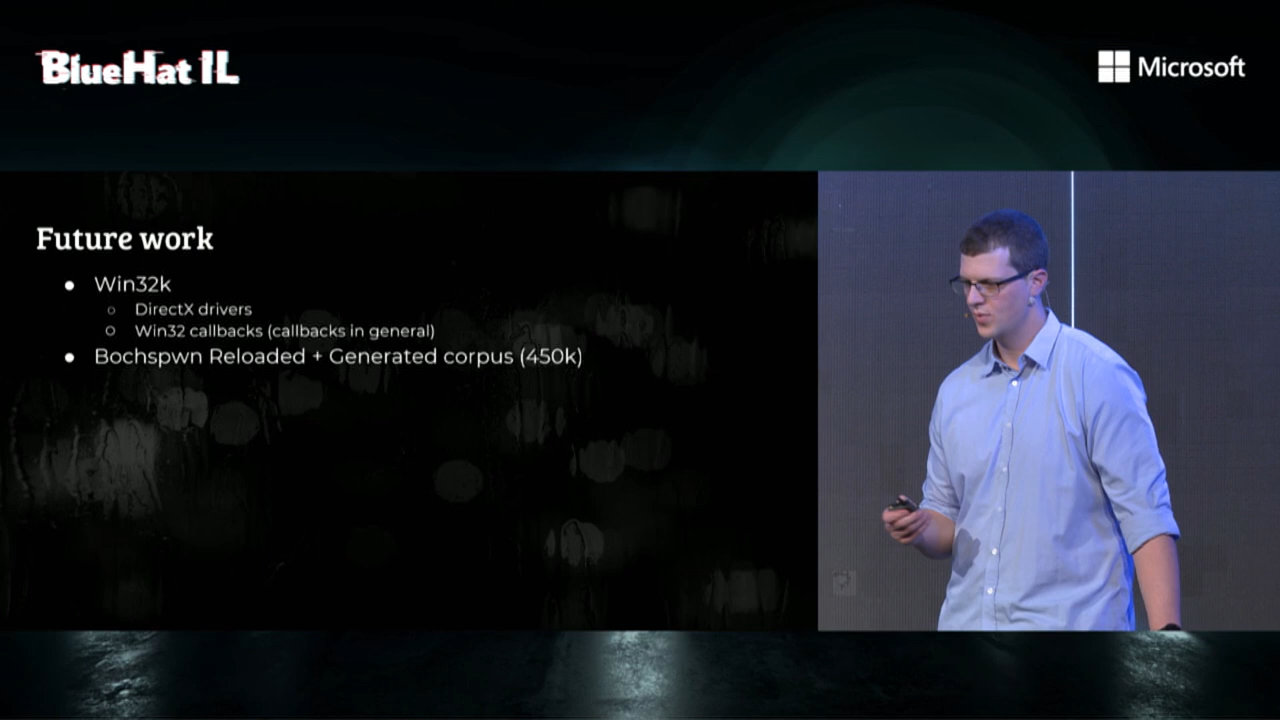 BlueHat IL
Microsoft
Future work
Win32k
DirectX drivers
Win32 callbacks (callbacks in general)
Bochspwn Reloaded + Generated corpus (450k)